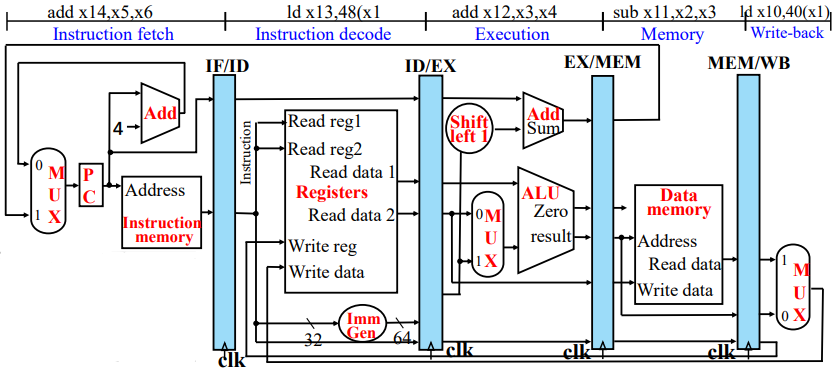 add x14,x5,x6 ld x13,48(x1 add x12,x3,x4 sub x11,x2,x3 ld x10,40(x1)
Instruction fetch Instruction decode Execution Memory Write-back
IF/ID ID/EX EX/MEM MEM/WB
Add
4
0 M
U
1 X
P
C
Address
Instruction
memory
Instruction
Read reg1
Read reg2
Read data 1
Registers
Read data 2
Write reg
Write data
Imm
Gen
32
64
Shift
left 1
Add
Sum
0 M
U
1 X
ALU
Zero
result
Data
memory
Address
Read data
Write data
1 M
U
0 X
clk clk clk clk